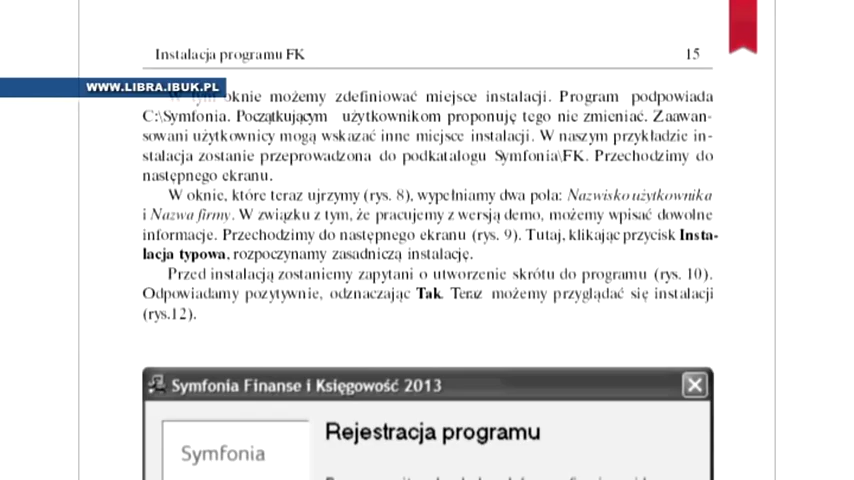 Instalacja programu FK 15
WWW.LIBRA.IBUK.PL
W tym oknie możemy zdefiniować miejsce instalacji. Program podpowiada
C:\Symfonia. Początkującym użytkownikom proponuję tego nie zmieniać. Zaawan-
sowani użytkownicy mogą wskazać inne miejsce instalacji. W naszym przykładzie in-
stalacja zostanie przeprowadzona do podkatalogu Symfonia\FK. Przechodzimy do
następnego ekranu.
W oknie, które teraz ujrzymy (rys. 8), wypełniamy dwa pola: Nazwisko użytkownika
i Nazwa firmy. W związku z tym, że pracujemy z wersją demo, możemy wpisać dowolne
informacje. Przechodzimy do następnego ekranu (rys. 9). Tutaj, klikając przycisk Insta-
lacja typowa, rozpoczynamy zasadniczą instalację.
Przed instalacją zostaniemy zapytani o utworzenie skrótu do programu (rys. 10).
Odpowiadamy pozytywnie, odznaczając Tak. Teraz możemy przyglądać się instalacji
(rys.12).
Symfonia Finanse i Księgowość 2013
Rejestracja programu
Symfonia